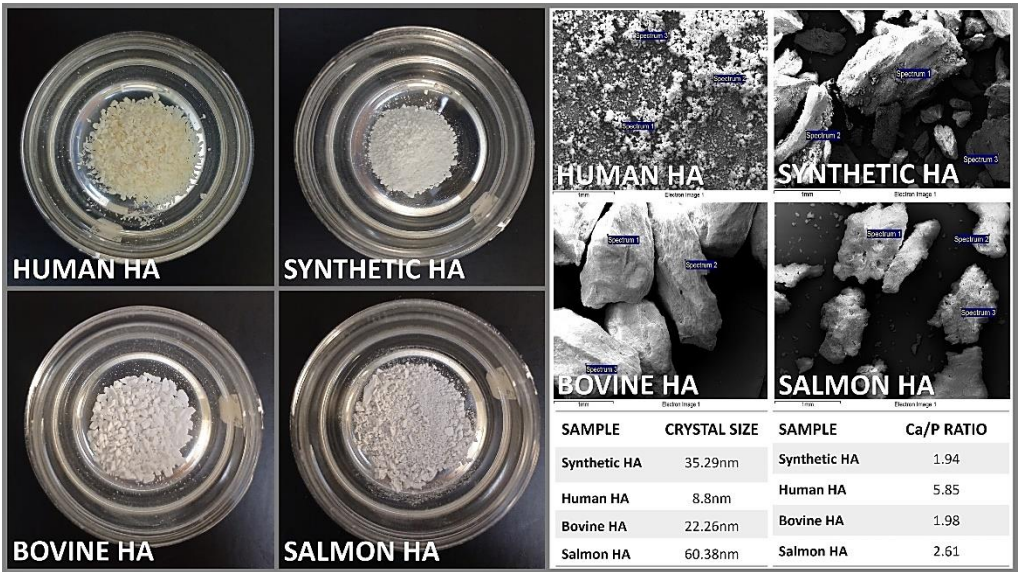 HUMAN HA
SYNTHETIC HA
BOVINE HA
SALMON HA
Spectrum 3
Spectrum 2
Spectrum 1
HUMAN HA
1mm
Electron Image 1
Spectrum 1
Spectrum 2
Spectrum 3
SYNTHETIC HA
1mm
Electron Image 1
Spectrum 1
Spectrum 2
Spectrum 3
BOVINE HA
1mm
Electron Image 1
Spectrum 1
Spectrum 2
Spectrum 3
SALMON HA
1mm
Electron Image 1
SAMPLE CRYSTAL SIZE
Synthetic HA 35.29nm
Human HA 8.8nm
Bovine HA 22.26nm
Salmon HA 60.38nm
SAMPLE Ca/P RATIO
Synthetic HA 1.94
Human HA 5.85
Bovine HA 1.98
Salmon HA 2.61